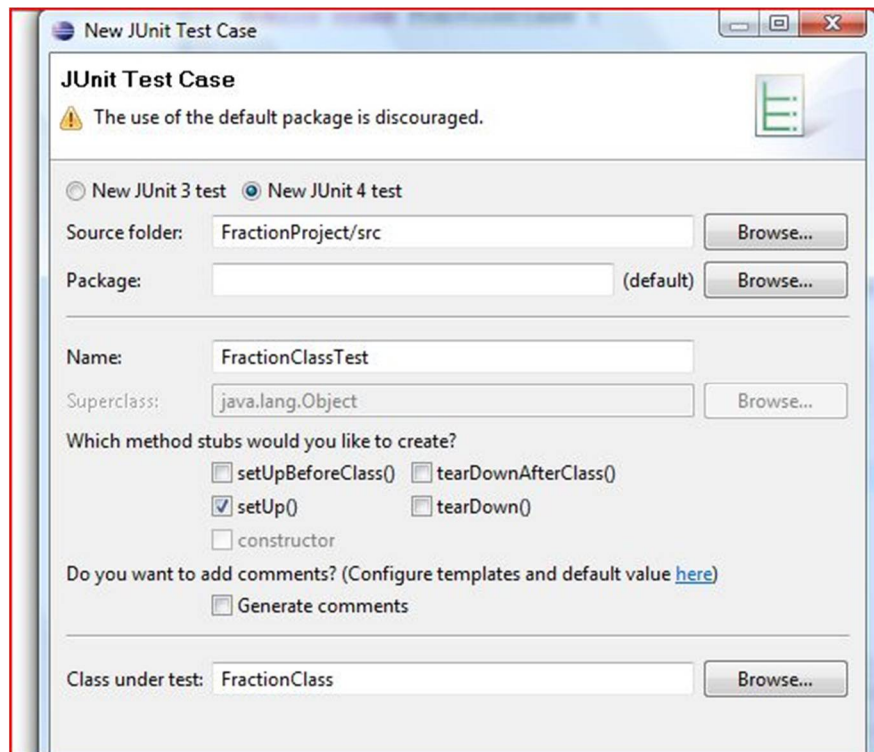 New JUnit Test Case
JUnit Test Case
The use of the default package is discouraged.
New JUnit 3 test New JUnit 4 test
Source folder: FractionProject/src Browse...
Package: (default) Browse...
Name: FractionClassTest
Superclass: java.lang.Object Browse...
Which method stubs would you like to create?
setUpBeforeClass() tearDownAfterClass()
setUp() tearDown()
constructor
Do you want to add comments? (Configure templates and default value here)
Generate comments
Class under test: FractionClass Browse...